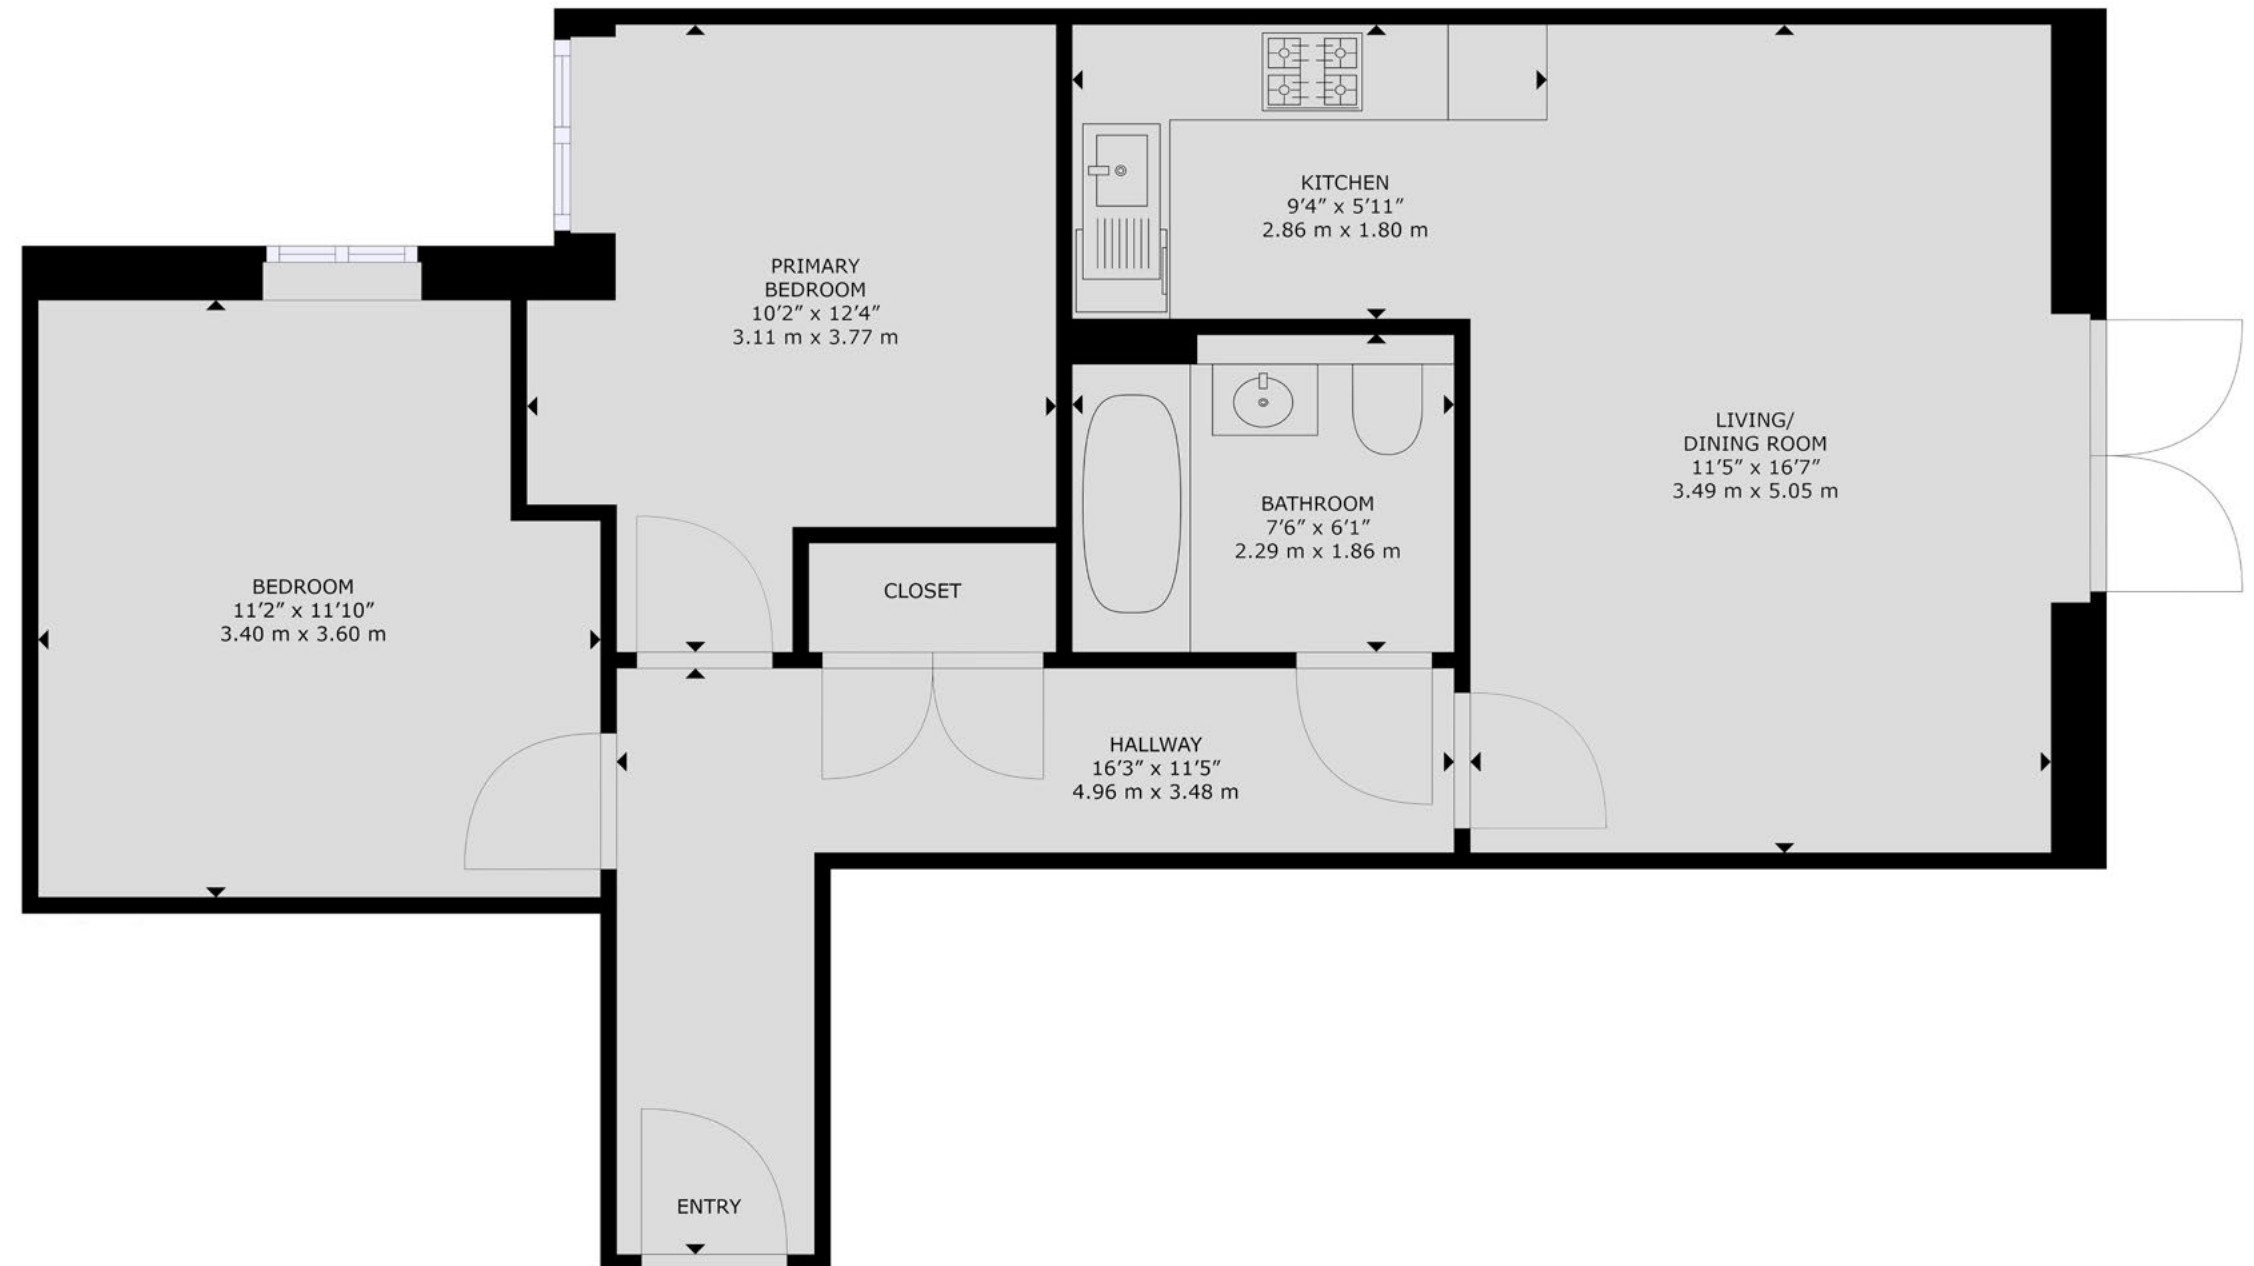 KITCHEN
9'4" x 5'11"
2.86 m x 1.80 m
PRIMARY
BEDROOM
10'2" x 12'4"
3.11 m x 3.77 m
LIVING/
DINING ROOM
11'5" x 16'7"
3.49 m x 5.05 m
BATHROOM
7'6" x 6'1"
2.29 m x 1.86 m
BEDROOM
11'2" x 11'10"
3.40 m x 3.60 m
CLOSET
HALLWAY
16'3" x 11'5"
4.96 m x 3.48 m
ENTRY